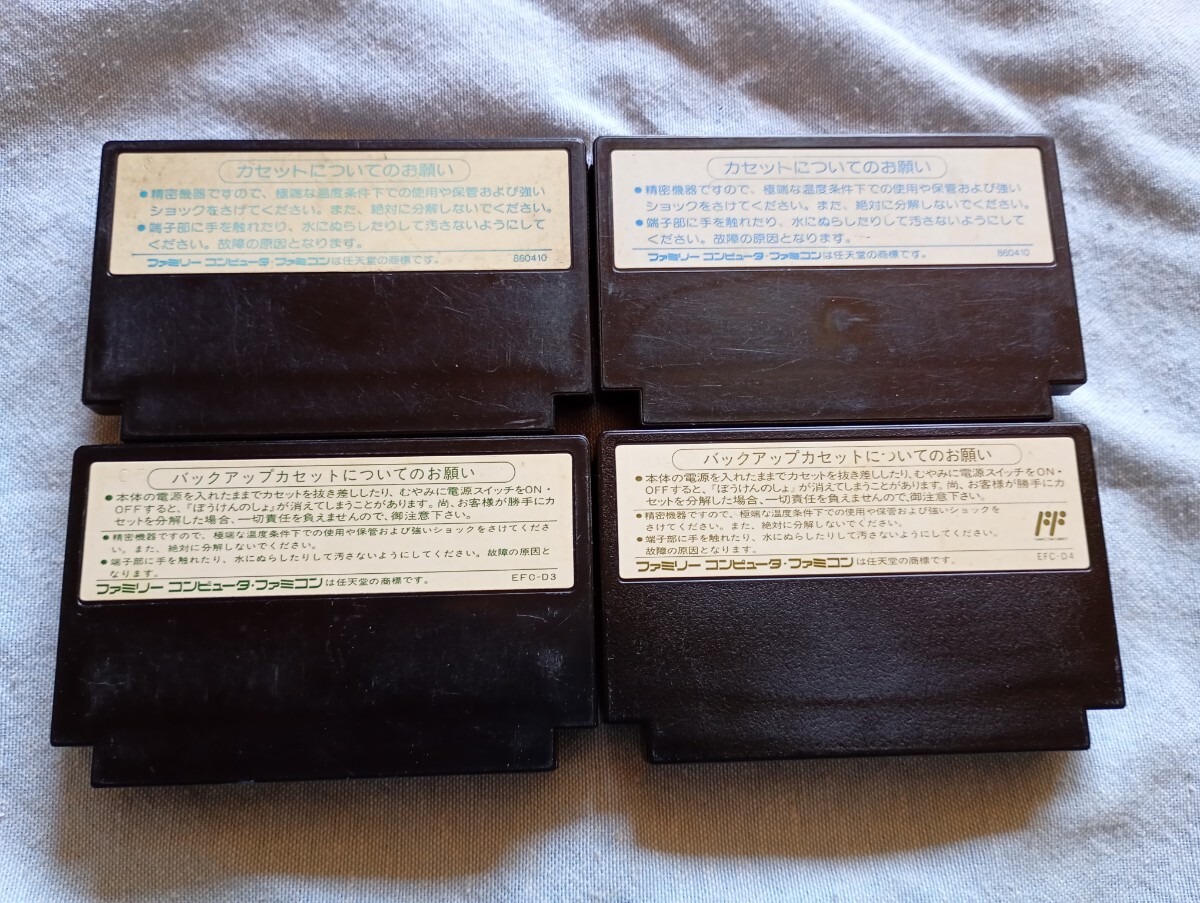 カセットについてのお願い
●精密機器ですので、極端な温度条件下での使用や保管および強い
ショックをさけてください。また、絶対に分解しないでください。
●端子部に手を触れたり、水にぬらしたりして汚さないようにして
ください。故障の原因となります。
ファミリー コンピュータ・ファミコンは任天堂の商標です。 860410
カセットについてのお願い
●精密機器ですので、極端な温度条件下での使用や保管および強い
ショックをさけてください。また、絶対に分解しないでください。
●端子部に手を触れたり、水にぬらしたりして汚さないようにして
ください。故障の原因となります。
ファミリー コンピュータ・ファミコンは任天堂の商標です。 860410
バックアップカセットについてのお願い
●本体の電源を入れたままでカセットを抜き差ししたり、むやみに電源スイッチをON・
OFFすると、「ぼうけんのしょ」が消えてしまうことがあります。尚、お客様が勝手にカ
セットを分解した場合、一切責任を負えませんので、御注意下さい。
●精密機器ですので、極端な温度条件下での使用や保管および強いショックをさけてくださ
い。また、絶対に分解しないでください。
●端子部に手を触れたり、水にぬらしたりして汚さないようにしてください。故障の原因と
なります。
ファミリー コンピュータ・ファミコンは任天堂の商標です。 EFC-D3
バックアップカセットについてのお願い
●本体の電源を入れたままでカセットを抜き差ししたり、むやみに電源スイッチをON・
OFFすると、「ぼうけんのしょ」が消えてしまうことがあります。尚、お客様が勝手にカ
セットを分解した場合、一切責任を負えませんので、御注意下さい。
●精密機器ですので、極端な温度条件下での使用や保管および強いショックを
さけてください。また、絶対に分解しないでください。
●端子部に手を触れたり、水にぬらしたりして汚さないようにしてください。
故障の原因となります。
ファミリー コンピュータ・ファミコンは任天堂の商標です。 EFC-D4